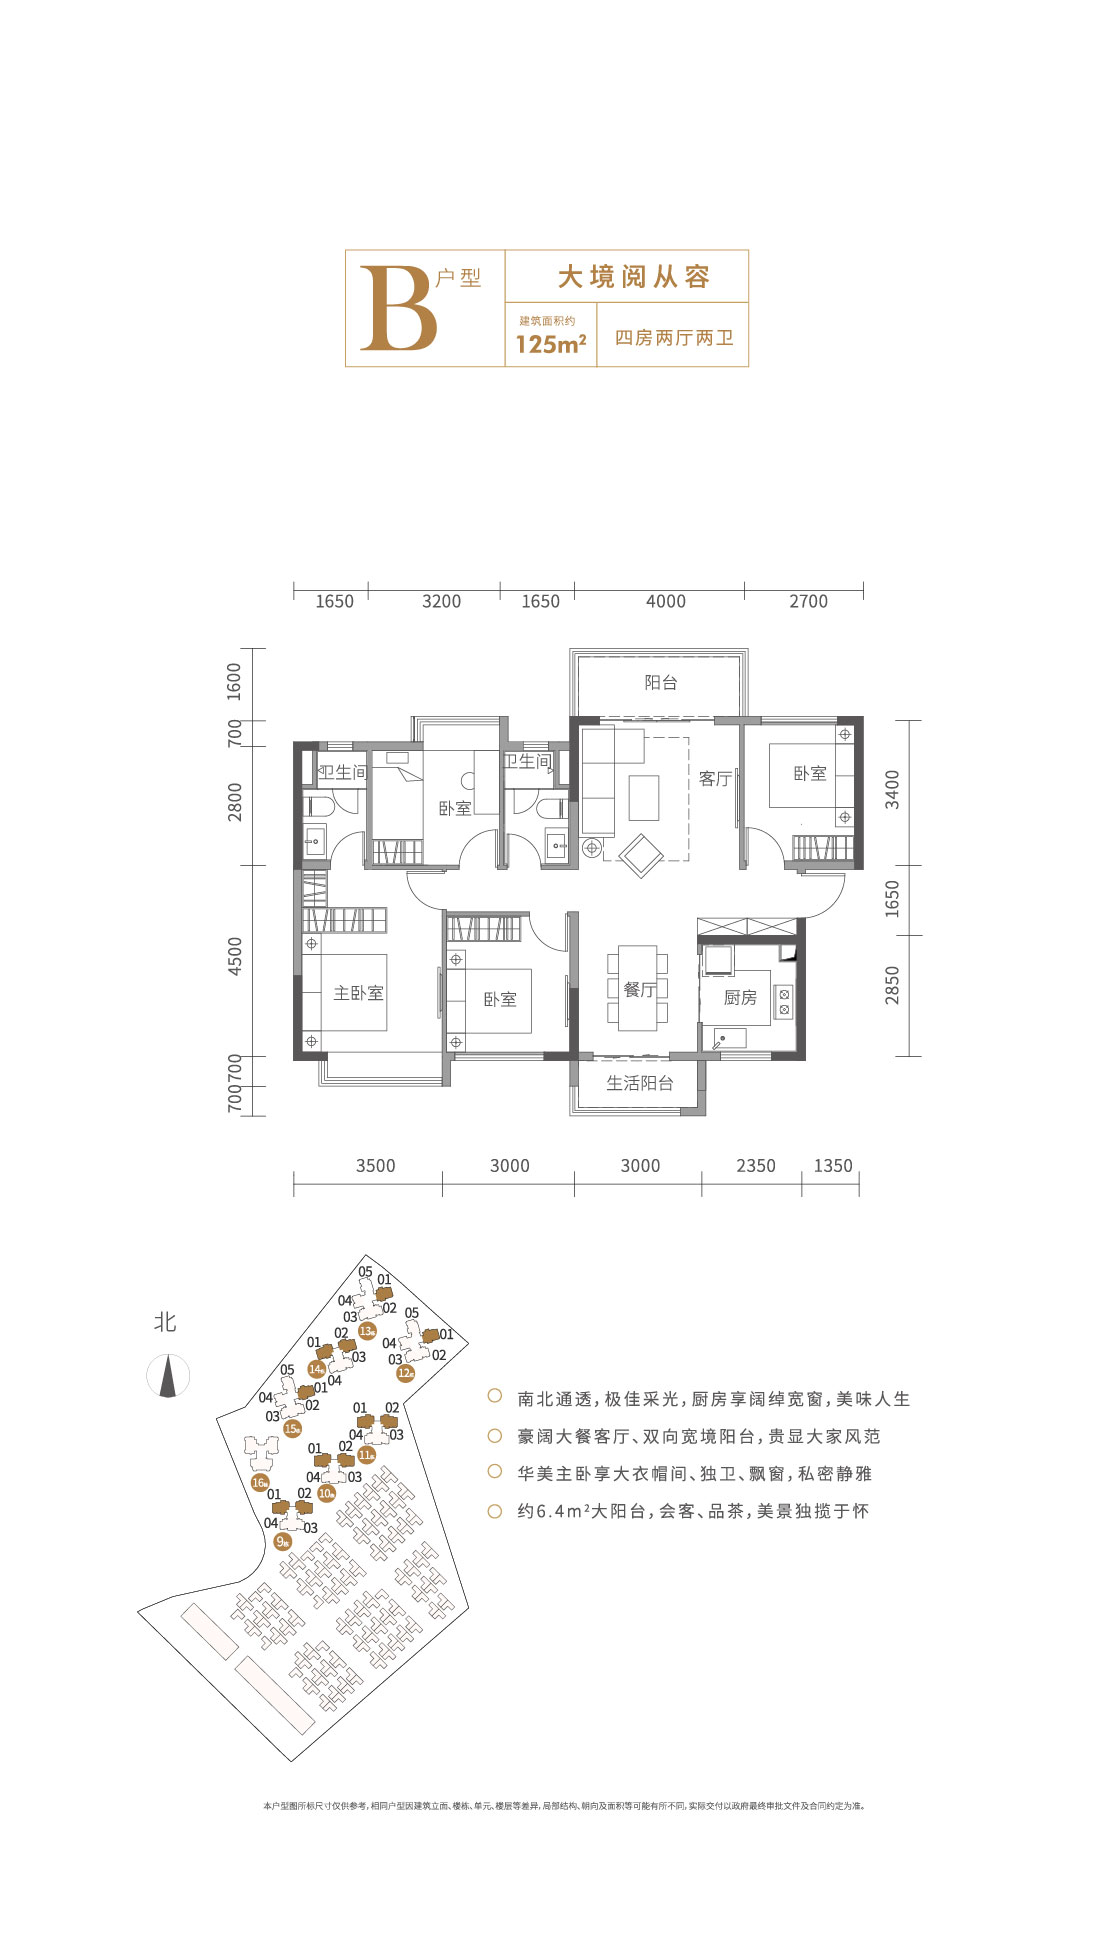 B户型
大境阅从容
建筑面积约
125m²
四房两厅两卫
1650 3200 1650 4000 2700
1600
700
2800
4500
700
700
3400
1650
2850
阳台
卫生间
卧室
卫生间
客厅
卧室
主卧室
卧室
餐厅
厨房
生活阳台
3500 3000 3000 2350 1350
北
05
01
04
02
03
13栋
05
01
04
02
03
12栋
01
02
03
04
14栋
05
01
04
02
03
15栋
01
02
04
03
11栋
01
02
04
03
10栋
16栋
01
02
04
03
9栋
南北通透,极佳采光,厨房享阔绰宽窗,美味人生
豪阔大餐客厅、双向宽境阳台,贵显大家风范
华美主卧享大衣帽间、独卫、飘窗,私密静雅
约6.4m²大阳台,会客、品茶,美景独揽于怀
本户型图所标尺寸仅供参考,相同户型因建筑立面、楼栋、单元、楼层等差异,局部结构、朝向及面积等可能有所不同,实际交付以政府最终审批文件及合同约定为准。